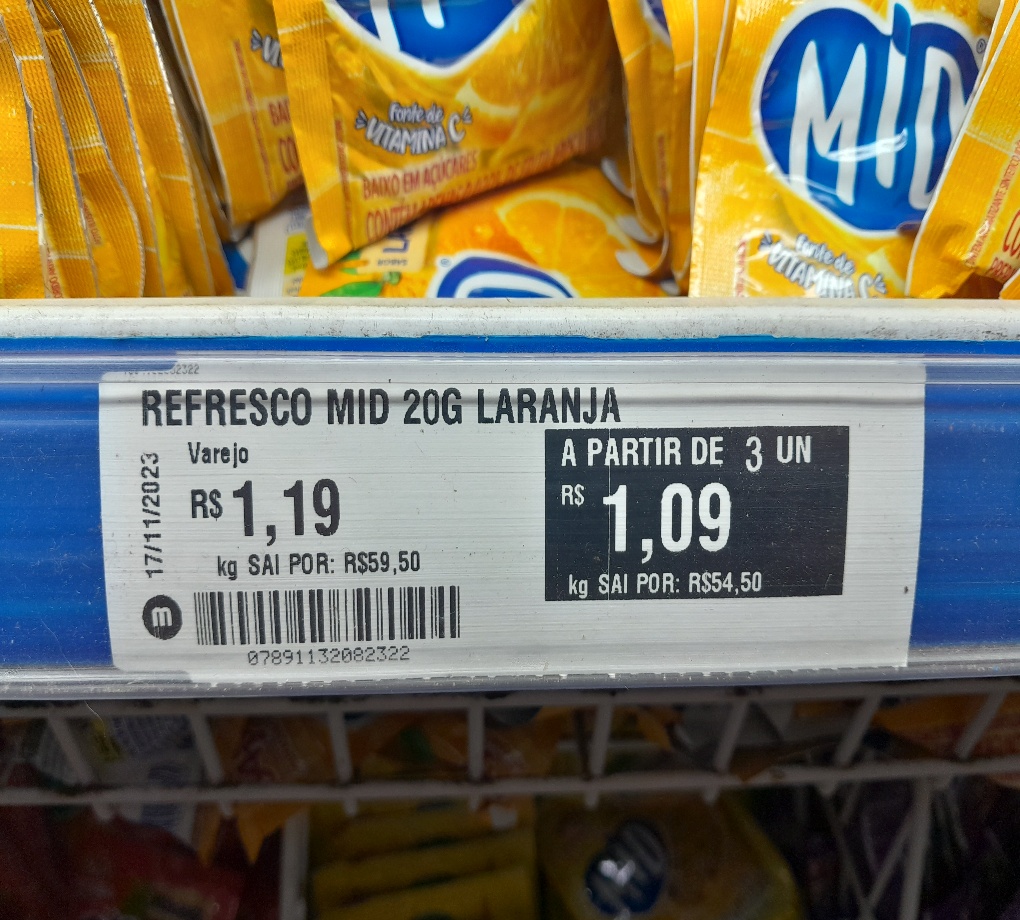 Fonte de
VITAMINA C
BAIXO EM AÇÚCARES
MID
Fonte de
VITAMINA C
REFRESCO MID 20G LARANJA
17/11/2023
Varejo
R$ 1,19
kg SAI POR: R$59,50
A PARTIR DE 3 UN
R$ 1,09
kg SAI POR: R$54,50
07891132082322